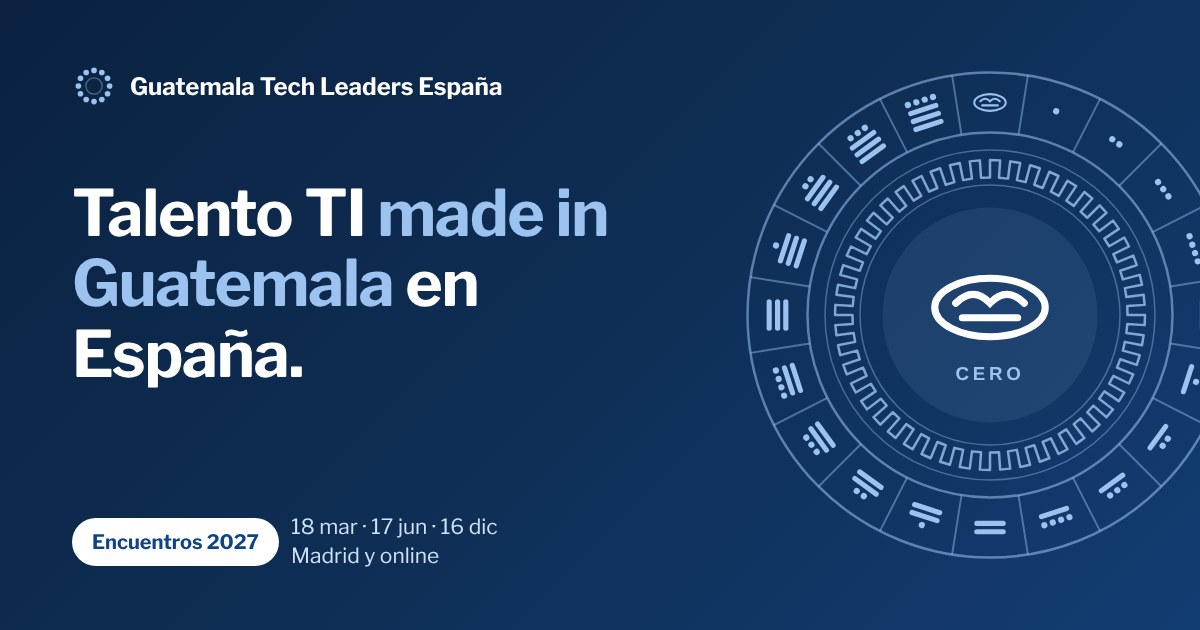 Guatemala Tech Leaders España
Talento TI made in
Guatemala en
España.
CERO
Encuentros 2027
18 mar · 17 jun · 16 dic
Madrid y online